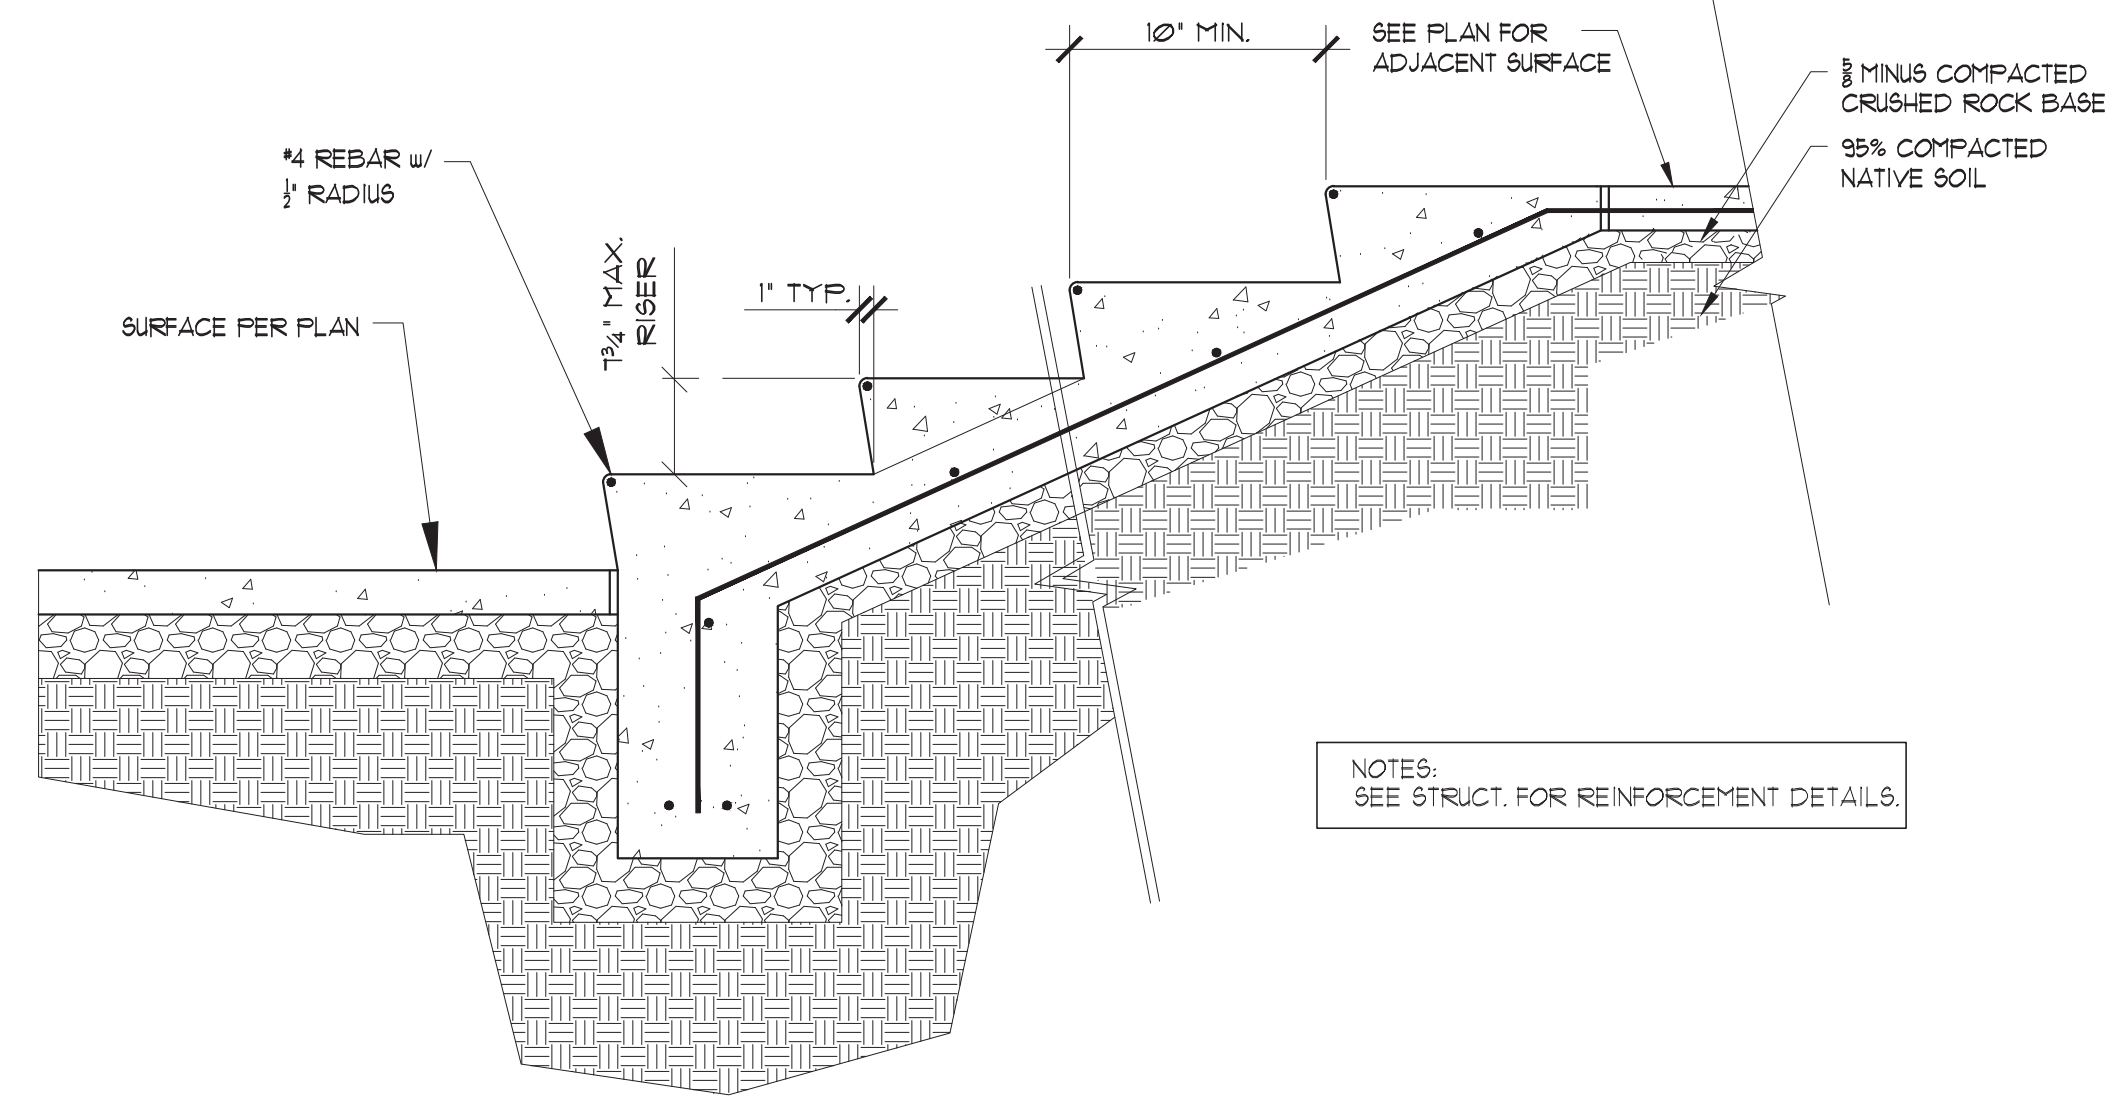 10" MIN.
SEE PLAN FOR
ADJACENT SURFACE
5/8 MINUS COMPACTED
CRUSHED ROCK BASE
95% COMPACTED
NATIVE SOIL
#4 REBAR w/
1/2" RADIUS
7 3/4" MAX.
RISER
1" TYP.
SURFACE PER PLAN
NOTES:
SEE STRUCT. FOR REINFORCEMENT DETAILS.